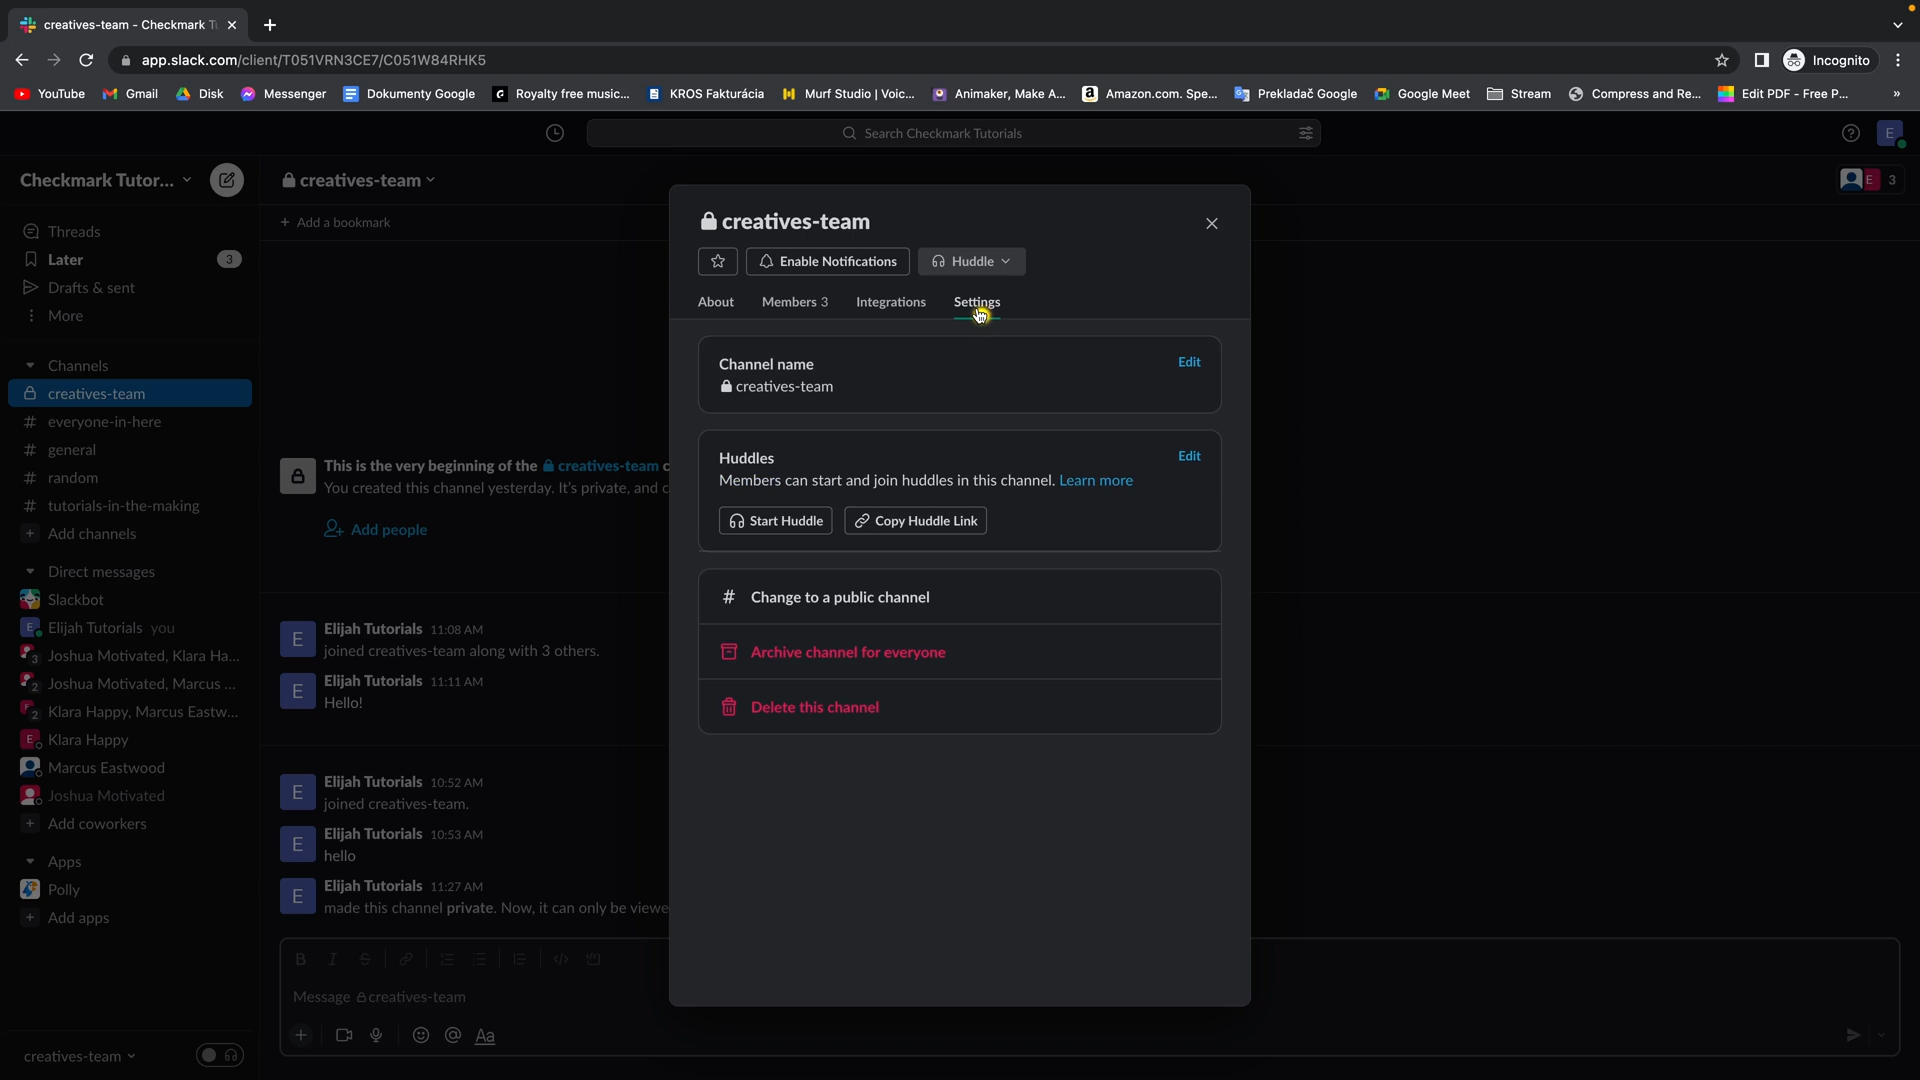 creatives-team - Checkmark Tu
app.slack.com/client/T051VRN3CE7/C051W84RHK5
Incognito
YouTube
Gmail
Disk
Messenger
Dokumenty Google
Royalty free music...
KROS Fakturácia
Murf Studio | Voic...
Animaker, Make A...
Amazon.com. Spe...
Prekladač Google
Google Meet
Stream
Compress and Re...
Edit PDF - Free P...
»
Search Checkmark Tutorials
E
Checkmark Tutor...
creatives-team
E 3
Add a bookmark
Threads
Later 3
Drafts & sent
More
Channels
creatives-team
# everyone-in-here
# general
# random
# tutorials-in-the-making
+ Add channels
Direct messages
Slackbot
E Elijah Tutorials you
3 Joshua Motivated, Klara Ha...
2 Joshua Motivated, Marcus ...
2 Klara Happy, Marcus Eastw...
E Klara Happy
Marcus Eastwood
Joshua Motivated
+ Add coworkers
Apps
Polly
+ Add apps
creatives-team
This is the very beginning of the creatives-team c
You created this channel yesterday. It's private, and c
Add people
E Elijah Tutorials 11:08 AM
joined creatives-team along with 3 others.
E Elijah Tutorials 11:11 AM
Hello!
E Elijah Tutorials 10:52 AM
joined creatives-team.
E Elijah Tutorials 10:53 AM
hello
E Elijah Tutorials 11:27 AM
made this channel private. Now, it can only be viewe
B I S
Message creatives-team
+ @ Aa
creatives-team
Enable Notifications
Huddle
About
Members 3
Integrations
Settings
Channel name
Edit
creatives-team
Huddles
Edit
Members can start and join huddles in this channel. Learn more
Start Huddle
Copy Huddle Link
# Change to a public channel
Archive channel for everyone
Delete this channel